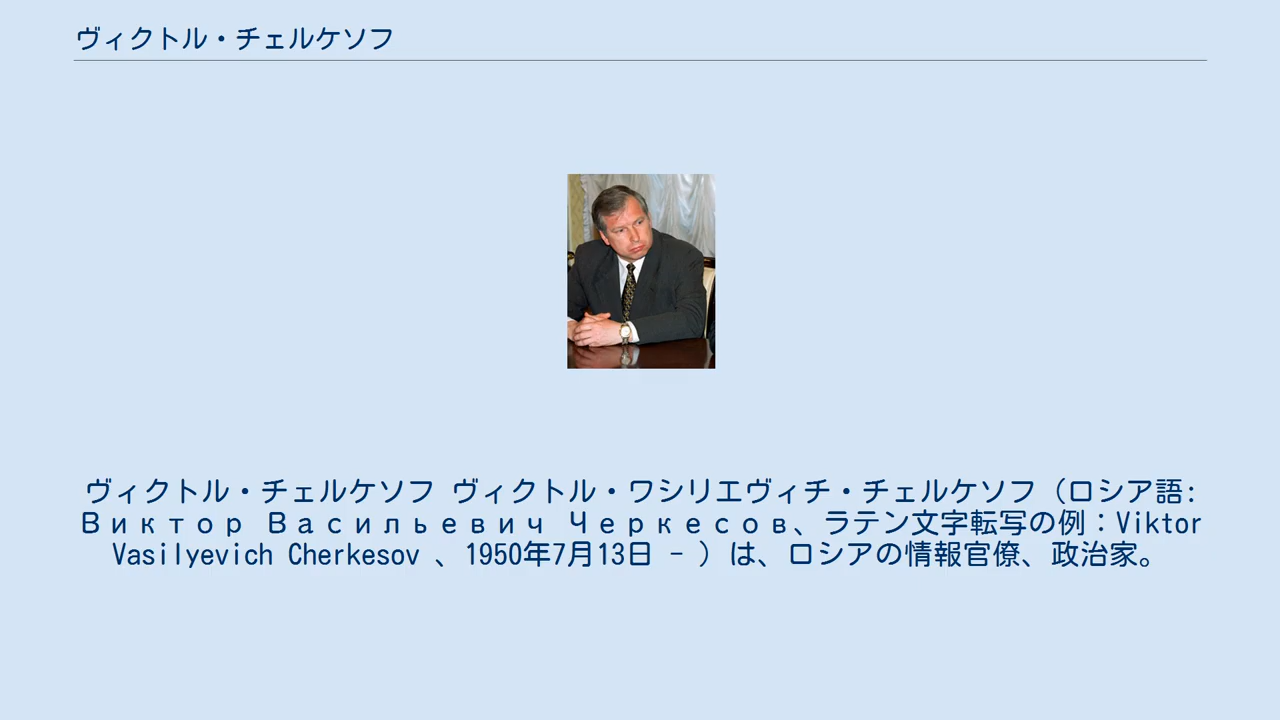 ヴィクトル・チェルケソフ
ヴィクトル・チェルケソフ ヴィクトル・ワシリエヴィチ・チェルケソフ（ロシア語:
Виктор Васильевич Черкесов、ラテン文字転写の例：Viktor
Vasilyevich Cherkesov 、1950年7月13日 - ）は、ロシアの情報官僚、政治家。